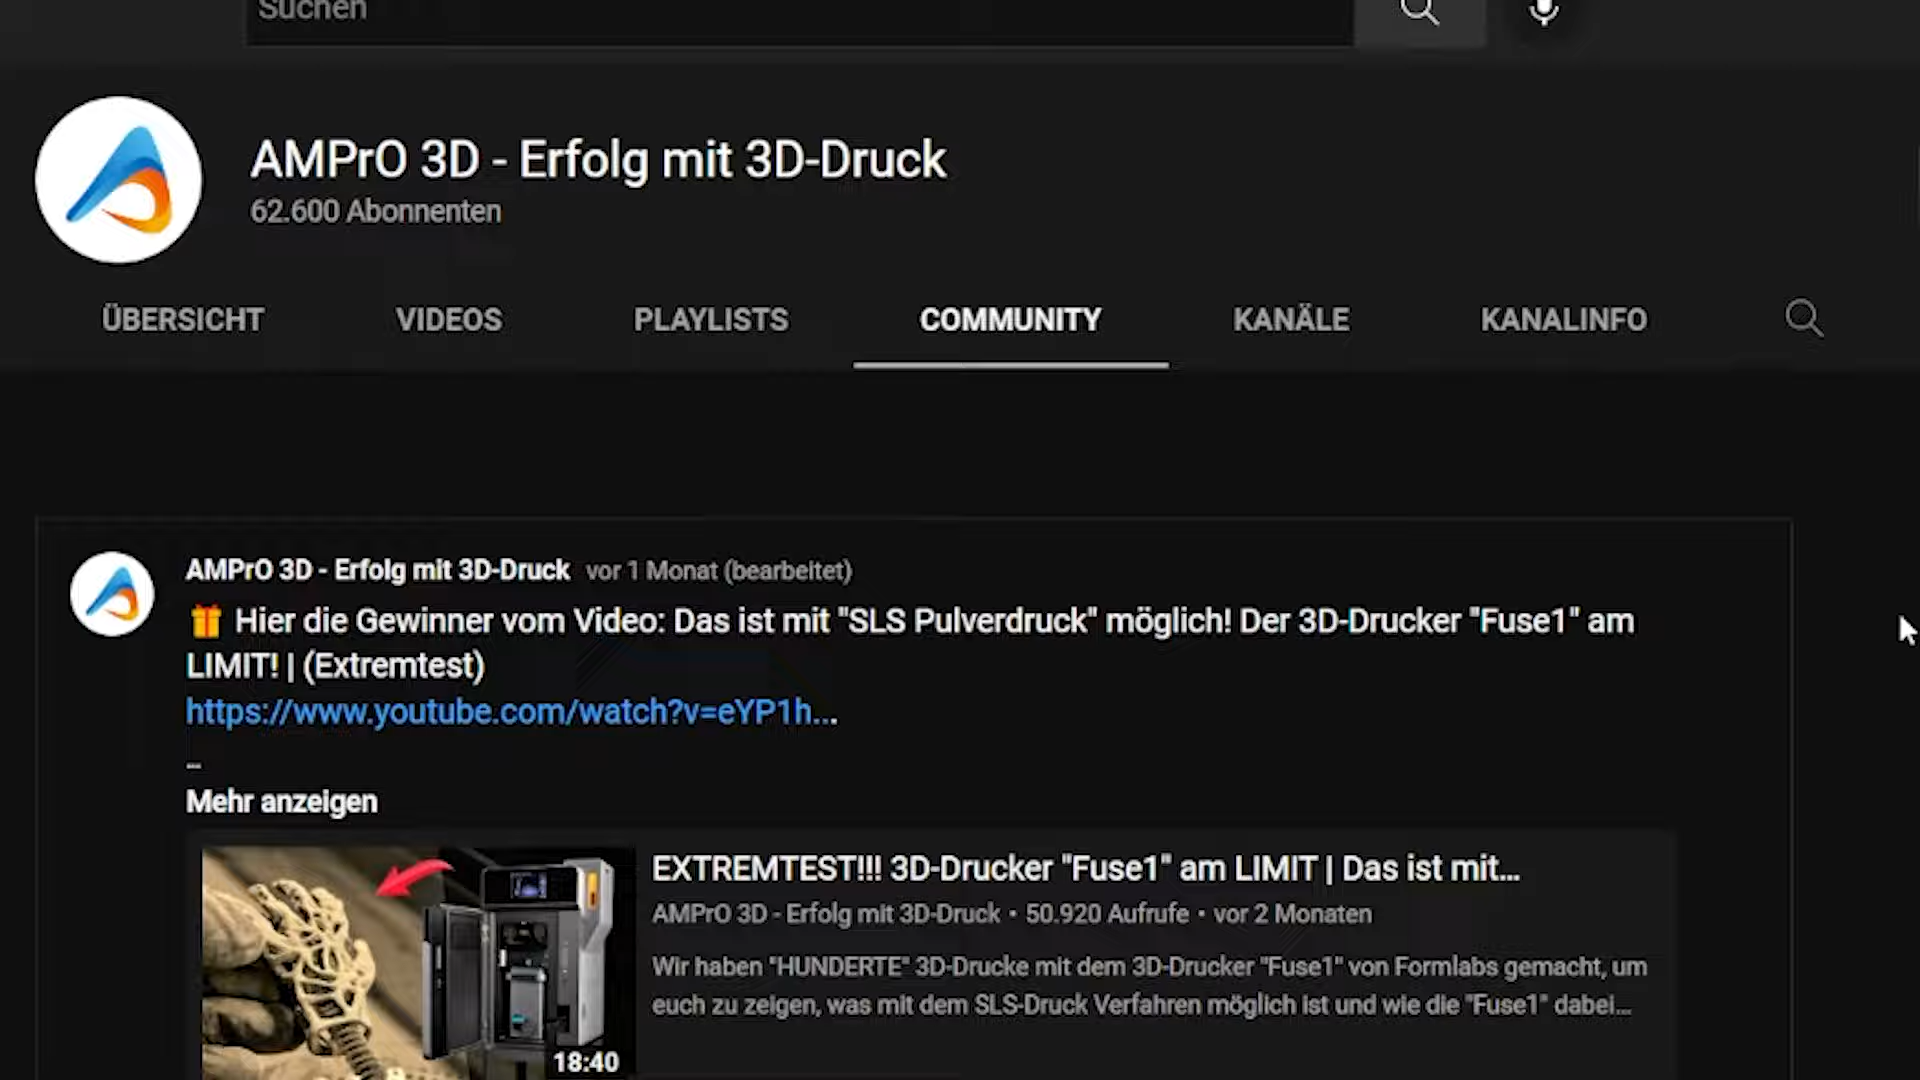 Suchen
AMPrO 3D - Erfolg mit 3D-Druck
62.600 Abonnenten
ÜBERSICHT VIDEOS PLAYLISTS COMMUNITY KANÄLE KANALINFO
AMPrO 3D - Erfolg mit 3D-Druck vor 1 Monat (bearbeitet)
🎁 Hier die Gewinner vom Video: Das ist mit "SLS Pulverdruck" möglich! Der 3D-Drucker "Fuse1" am
LIMIT! | (Extremtest)
https://www.youtube.com/watch?v=eYP1h...
--
Mehr anzeigen
EXTREMTEST!!! 3D-Drucker "Fuse1" am LIMIT | Das ist mit...
AMPrO 3D - Erfolg mit 3D-Druck • 50.920 Aufrufe • vor 2 Monaten
Wir haben "HUNDERTE" 3D-Drucke mit dem 3D-Drucker "Fuse1" von Formlabs gemacht, um
euch zu zeigen, was mit dem SLS-Druck Verfahren möglich ist und wie die "Fuse1" dabei...
18:40